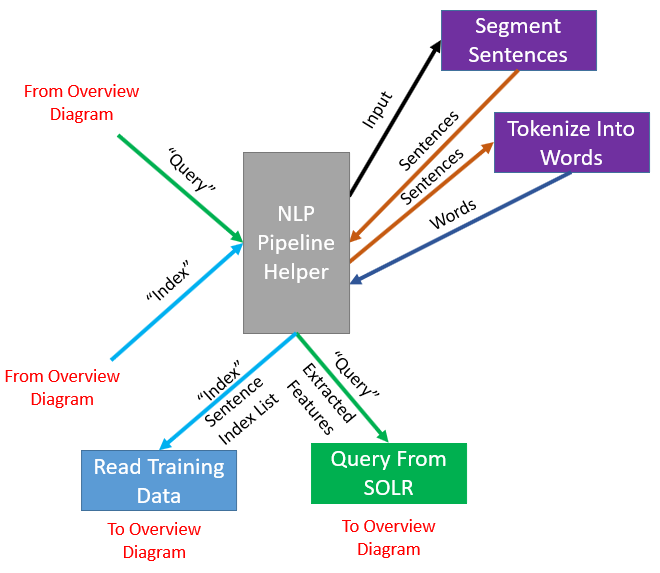 Segment
Sentences
From Overview
Diagram
Input
Sentences
Sentences
Tokenize Into
Words
"Query"
Words
NLP
Pipeline
Helper
"Index"
From Overview
Diagram
"Index"
Sentence
Index List
"Query"
Extracted
Features
Read Training
Data
Query From
SOLR
To Overview
Diagram
To Overview
Diagram